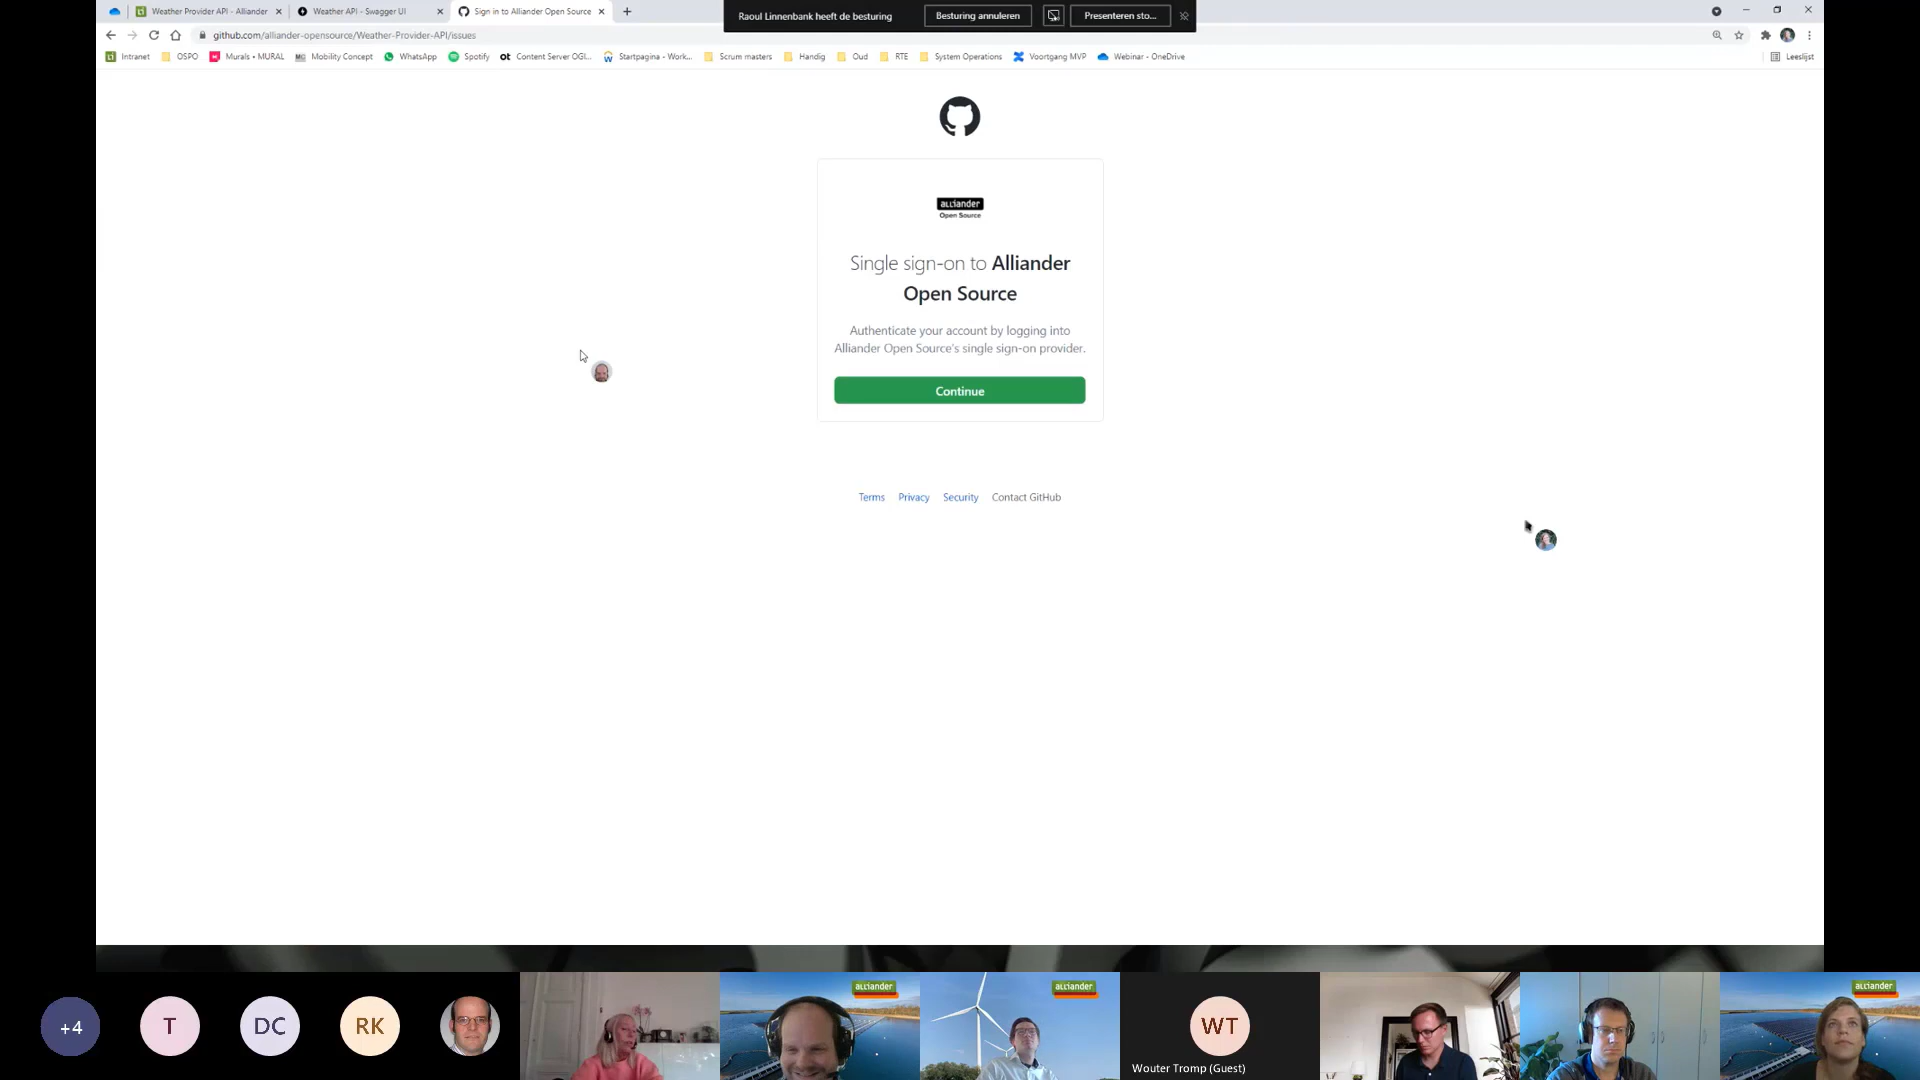 Weather Provider API - Alliander
Weather API - Swagger UI
Sign in to Alliander Open Source
Raoul Linnenbank heeft de besturing
Besturing annuleren
Presenteren sto...
github.com/alliander-opensource/Weather-Provider-API/issues
Intranet
OSPO
Murals • MURAL
Mobility Concept
WhatsApp
Spotify
Content Server OGI...
Startpagina - Work...
Scrum masters
Handig
Oud
RTE
System Operations
Voortgang MVP
Webinar - OneDrive
Leeslijst
alliander
Open Source
Single sign-on to Alliander
Open Source
Authenticate your account by logging into
Alliander Open Source's single sign-on provider.
Continue
Terms Privacy Security Contact GitHub
+4
T
DC
RK
alliander
alliander
WT
Wouter Tromp (Guest)
alliander